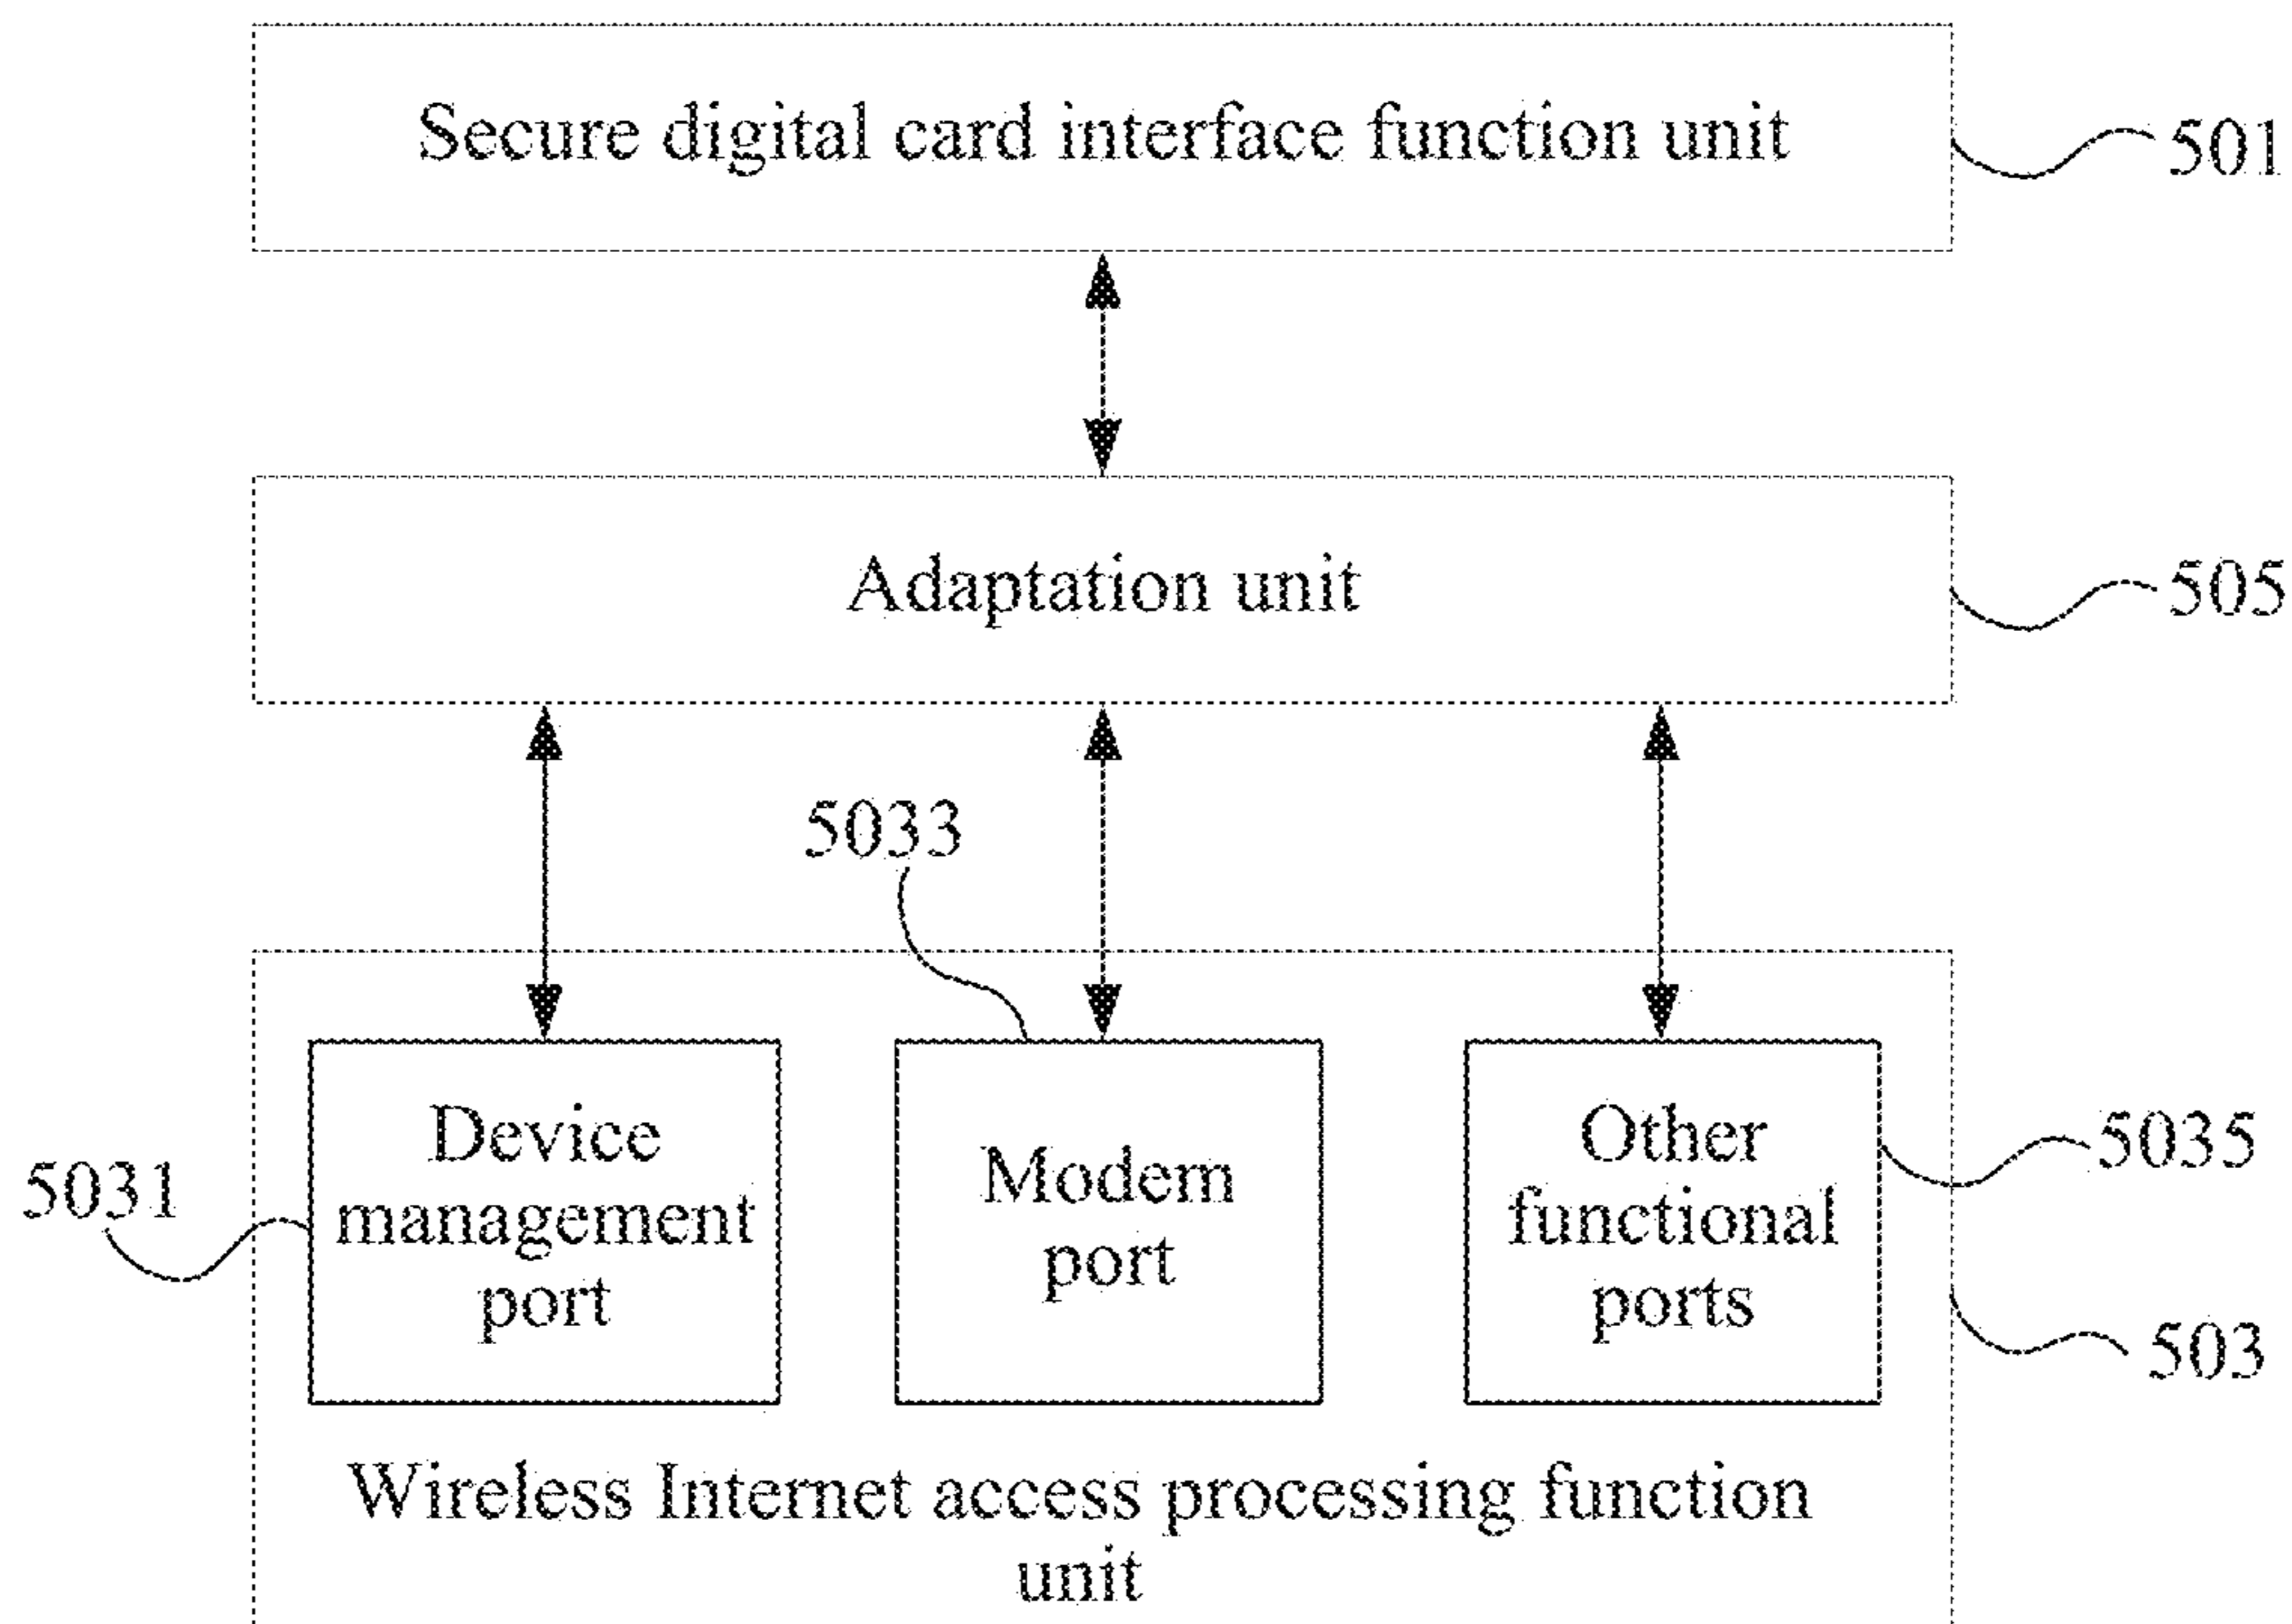 Secure digital card interface function unit
501
Adaptation unit
505
5033
Device
management
port
5031
Modem
port
Other
functional
ports
5035
503
Wireless Internet access processing function
unit